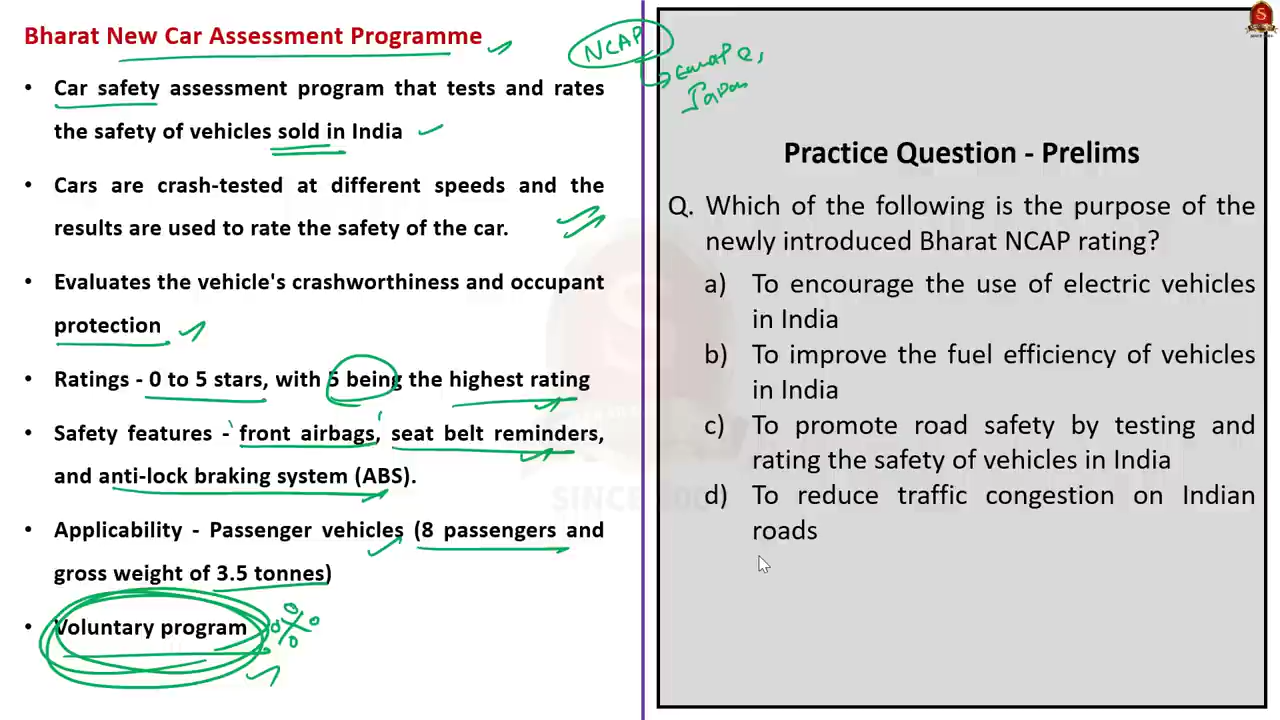 Bharat New Car Assessment Programme
• Car safety assessment program that tests and rates
the safety of vehicles sold in India
• Cars are crash-tested at different speeds and the
results are used to rate the safety of the car.
• Evaluates the vehicle's crashworthiness and occupant
protection
• Ratings - 0 to 5 stars, with 5 being the highest rating
• Safety features - front airbags, seat belt reminders,
and anti-lock braking system (ABS).
• Applicability - Passenger vehicles (8 passengers and
gross weight of 3.5 tonnes)
• Voluntary program
NCAP
Japan
Practice Question - Prelims
Q. Which of the following is the purpose of the
newly introduced Bharat NCAP rating?
a) To encourage the use of electric vehicles
in India
b) To improve the fuel efficiency of vehicles
in India
c) To promote road safety by testing and
rating the safety of vehicles in India
d) To reduce traffic congestion on Indian
roads